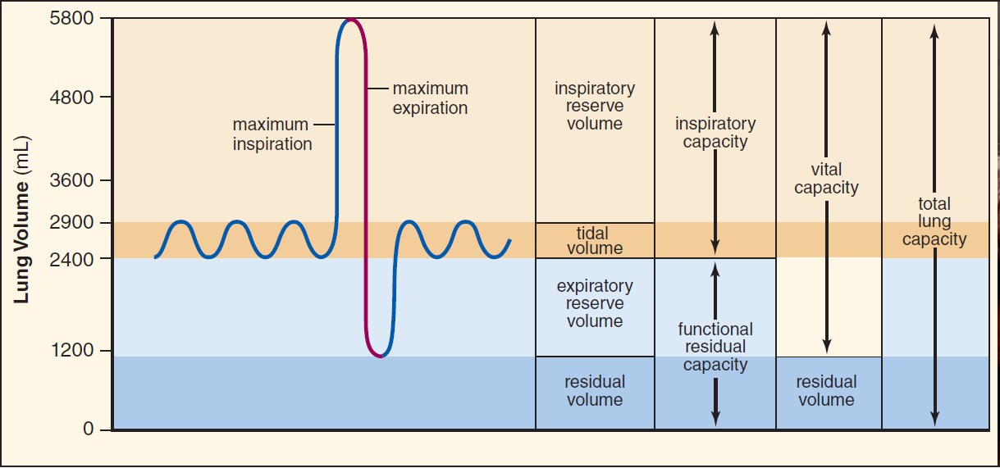 5800
4800
3600
2900
2400
1200
0
Lung Volume (mL)
maximum
inspiration
maximum
expiration
inspiratory
reserve
volume
tidal
volume
expiratory
reserve
volume
residual
volume
inspiratory
capacity
functional
residual
capacity
vital
capacity
residual
volume
total
lung
capacity